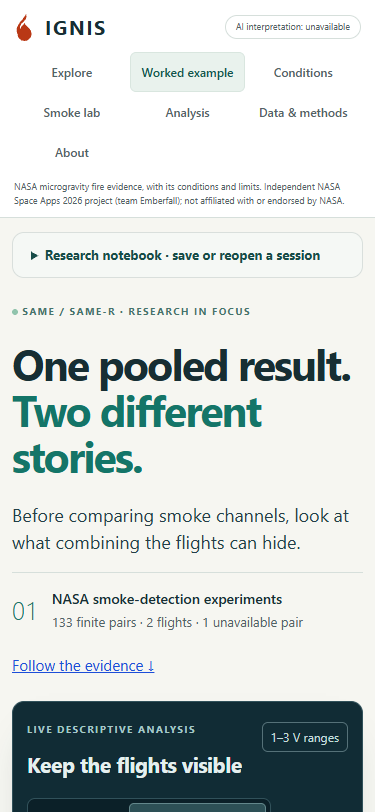 IGNIS
AI interpretation: unavailable
Explore
Worked example
Conditions
Smoke lab
Analysis
Data & methods
About
NASA microgravity fire evidence, with its conditions and limits. Independent NASA
Space Apps 2026 project (team Emberfall); not affiliated with or endorsed by NASA.
▶ Research notebook · save or reopen a session
SAME / SAME-R · RESEARCH IN FOCUS
One pooled result.
Two different
stories.
Before comparing smoke channels, look at
what combining the flights can hide.
01
NASA smoke-detection experiments
133 finite pairs · 2 flights · 1 unavailable pair
Follow the evidence ↓
LIVE DESCRIPTIVE ANALYSIS
1–3 V ranges
Keep the flights visible